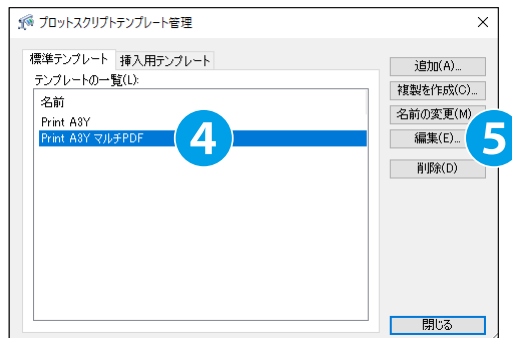 プロットスクリプトテンプレート管理
標準テンプレート 挿入用テンプレート
テンプレートの一覧(L):
名前
Print A3Y
Print A3Y マルチPDF
4
追加(A)...
複製を作成(C)...
名前の変更(M)
編集(E)...
5
削除(D)
閉じる